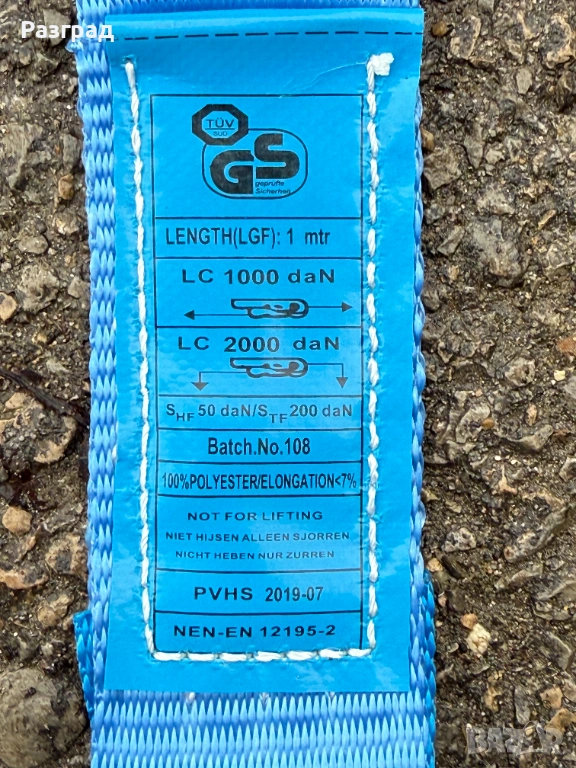 Разград
TÜV
SÜD
GS
geprüfte
Sicherheit
LENGTH(LGF): 1 mtr
LC 1000 daN
LC 2000 daN
SHF 50 daN/STF 200 daN
Batch.No.108
100%POLYESTER/ELONGATION<7%
NOT FOR LIFTING
NIET HIJSEN ALLEEN SJORREN
NICHT HEBEN NUR ZURREN
PVHS 2019-07
NEN-EN 12195-2
BAZAR